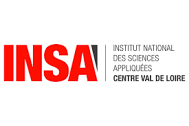 INSA
INSTITUT NATIONAL
DES SCIENCES
APPLIQUÉES
CENTRE VAL DE LOIRE